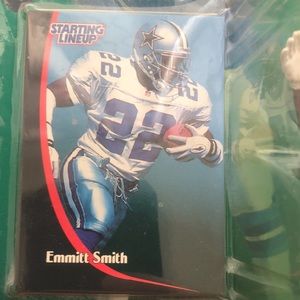 STARTING
LINEUP
22
22
Emmitt Smith